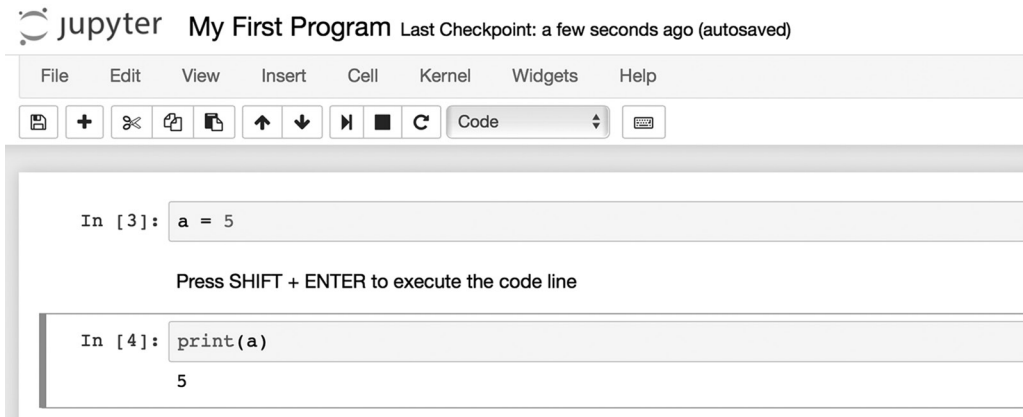 jupyter My First Program Last Checkpoint: a few seconds ago (autosaved)
File Edit View Insert Cell Kernel Widgets Help
Code
In [3]: a = 5
Press SHIFT + ENTER to execute the code line
In [4]: print(a)
5